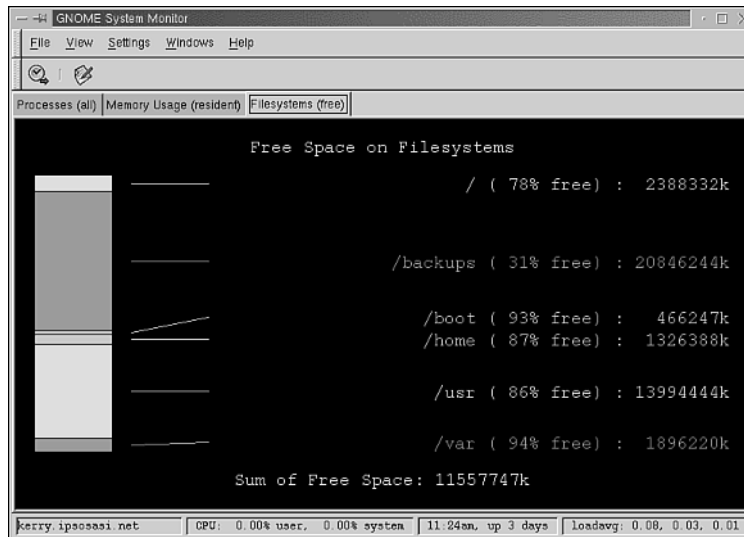 GNOME System Monitor
File View Settings Windows Help
Processes (all) Memory Usage (resident) Filesystems (free)
Free Space on Filesystems
/ ( 78% free) : 2388332k
/backups ( 31% free) : 20846244k
/boot ( 93% free) : 466247k
/home ( 87% free) : 1326388k
/usr ( 86% free) : 13994444k
/var ( 94% free) : 1896220k
Sum of Free Space: 11557747k
kerry.ipsosasi.net CPU: 0.00% user, 0.00% system 11:24am, up 3 days loadavg: 0.08, 0.03, 0.01